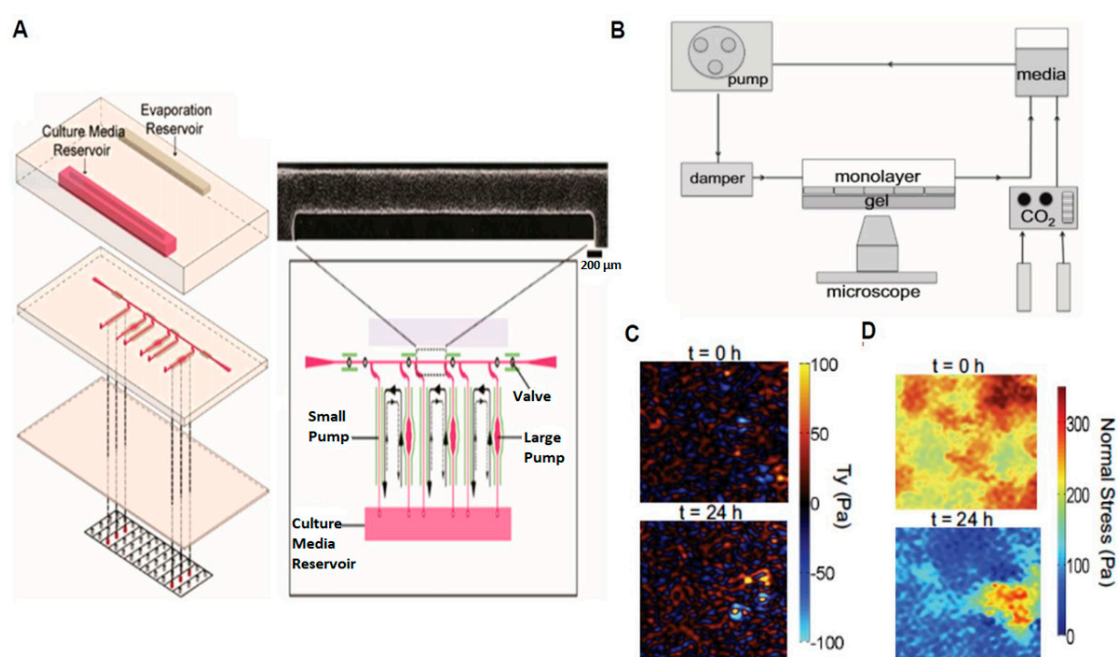 A
Evaporation
Reservoir
Culture Media
Reservoir
200 µm
Valve
Small
Pump
Large
Pump
Culture
Media
Reservoir
B
pump
media
damper
monolayer
gel
CO₂
microscope
C
t = 0 h
t = 24 h
100
50
0
-50
-100
Ty (Pa)
D
t = 0 h
t = 24 h
300
200
100
0
Normal Stress (Pa)